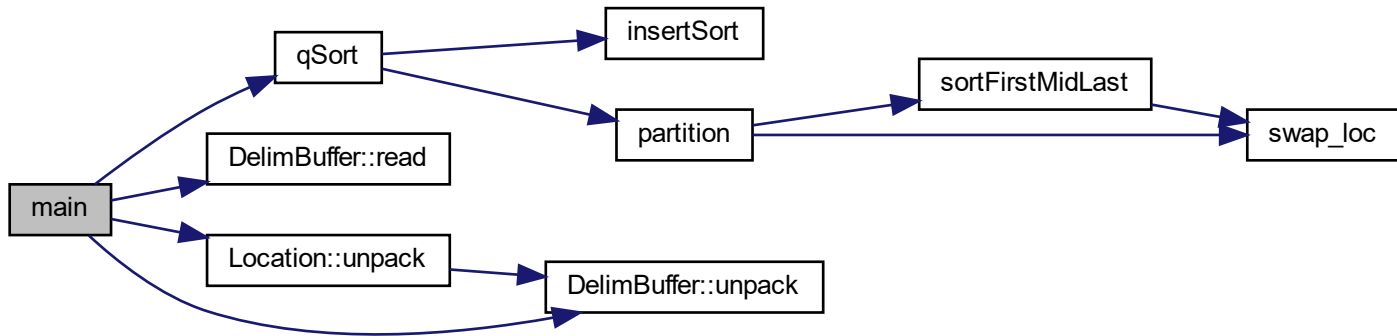 main
qSort
insertSort
partition
sortFirstMidLast
swap_loc
DelimBuffer::read
Location::unpack
DelimBuffer::unpack